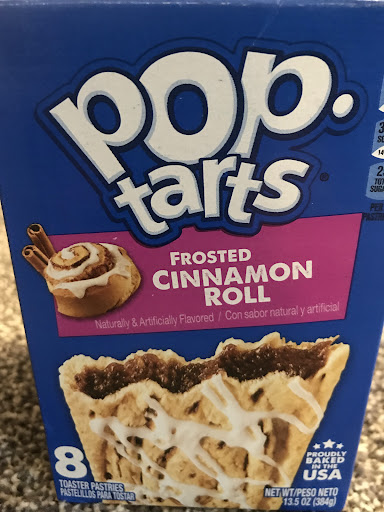 pop.
tarts®
FROSTED
CINNAMON
ROLL
Naturally & Artificially Flavored / Con sabor natural y artificial
8
TOASTER PASTRIES
PASTELILLOS PARA TOSTAR
PROUDLY
BAKED
IN THE
USA
NET WT/PESO NETO
13.5 OZ (384g)